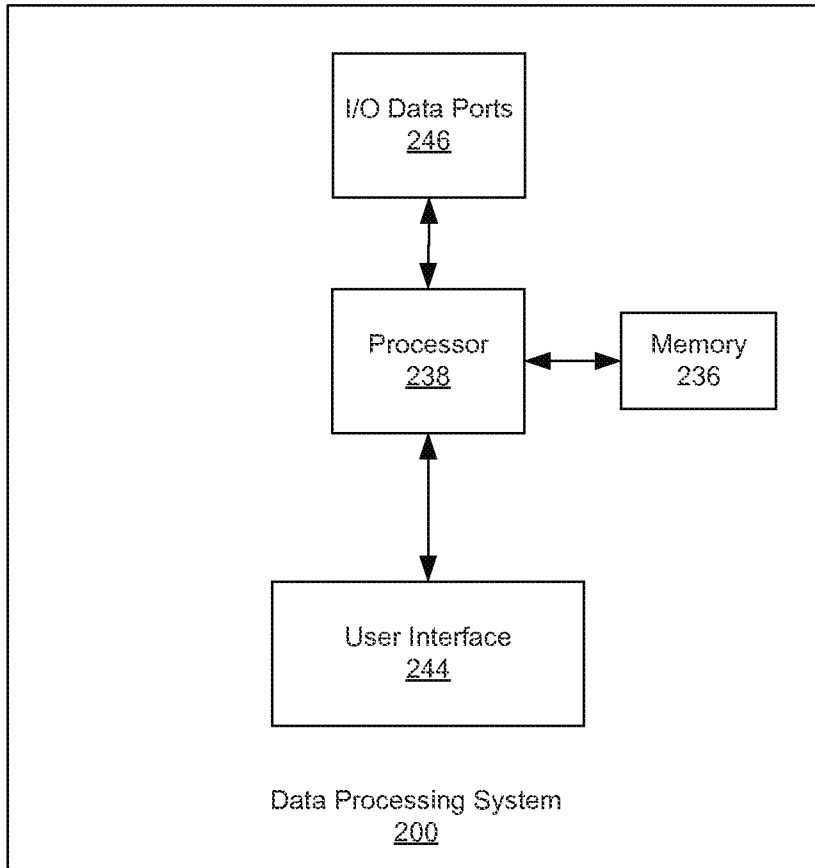 I/O Data Ports
246
Processor
238
Memory
236
User Interface
244
Data Processing System
200